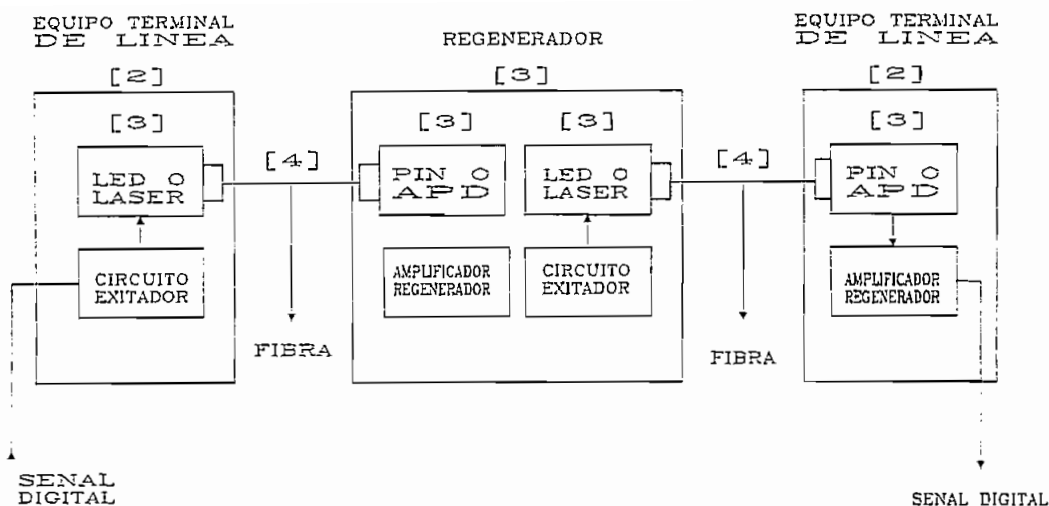 EQUIPO TERMINAL
DE LINEA
[2]
[3]
LED O
LASER
CIRCUITO
EXITADOR
SENAL
DIGITAL
[4]
FIBRA
REGENERADOR
[3]
[3]
PIN O
APD
AMPLIFICADOR
REGENERADOR
[3]
LED O
LASER
CIRCUITO
EXITADOR
[4]
FIBRA
EQUIPO TERMINAL
DE LINEA
[2]
[3]
PIN O
APD
AMPLIFICADOR
REGENERADOR
SENAL DIGITAL